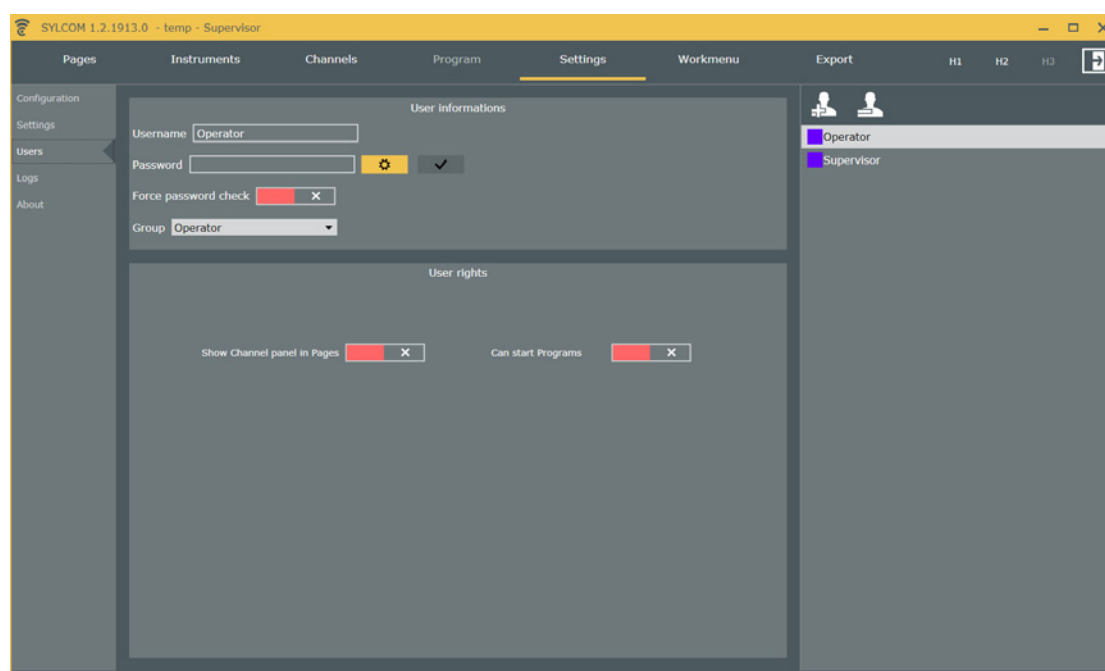 SYLCOM 1.2.1913.0 - temp - Supervisor
Pages Instruments Channels Program Settings Workmenu Export H1 H2 H3
Configuration
Settings
Users
Logs
About
User informations
Username Operator
Password
Force password check
Group Operator
User rights
Show Channel panel in Pages Can start Programs
Operator
Supervisor